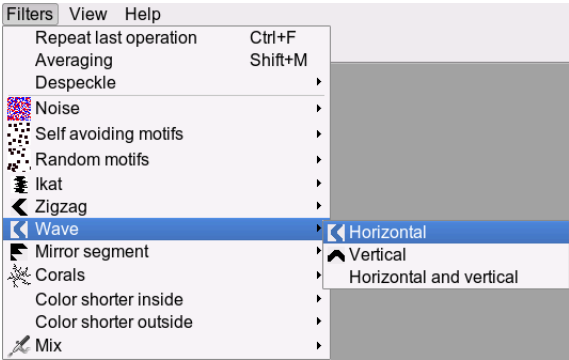 Filters View Help
Repeat last operation Ctrl+F
Averaging Shift+M
Despeckle
Noise
Self avoiding motifs
Random motifs
Ikat
Zigzag
Wave
Horizontal
Mirror segment
Vertical
Corals
Horizontal and vertical
Color shorter inside
Color shorter outside
Mix